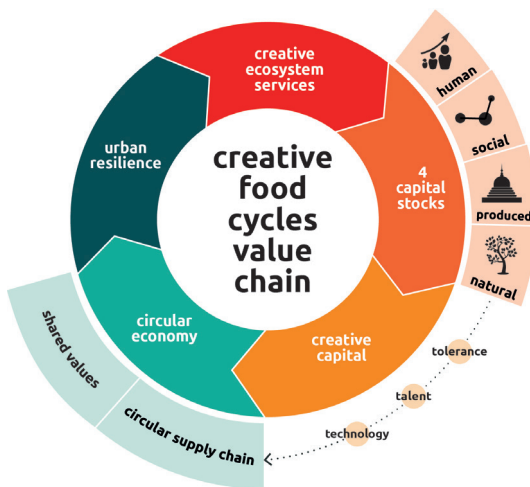 creative
ecosystem
services
human
social
produced
natural
4
capital
stocks
urban
resilience
creative
food
cycles
value
chain
circular
economy
creative
capital
tolerance
talent
technology
shared values
circular supply chain